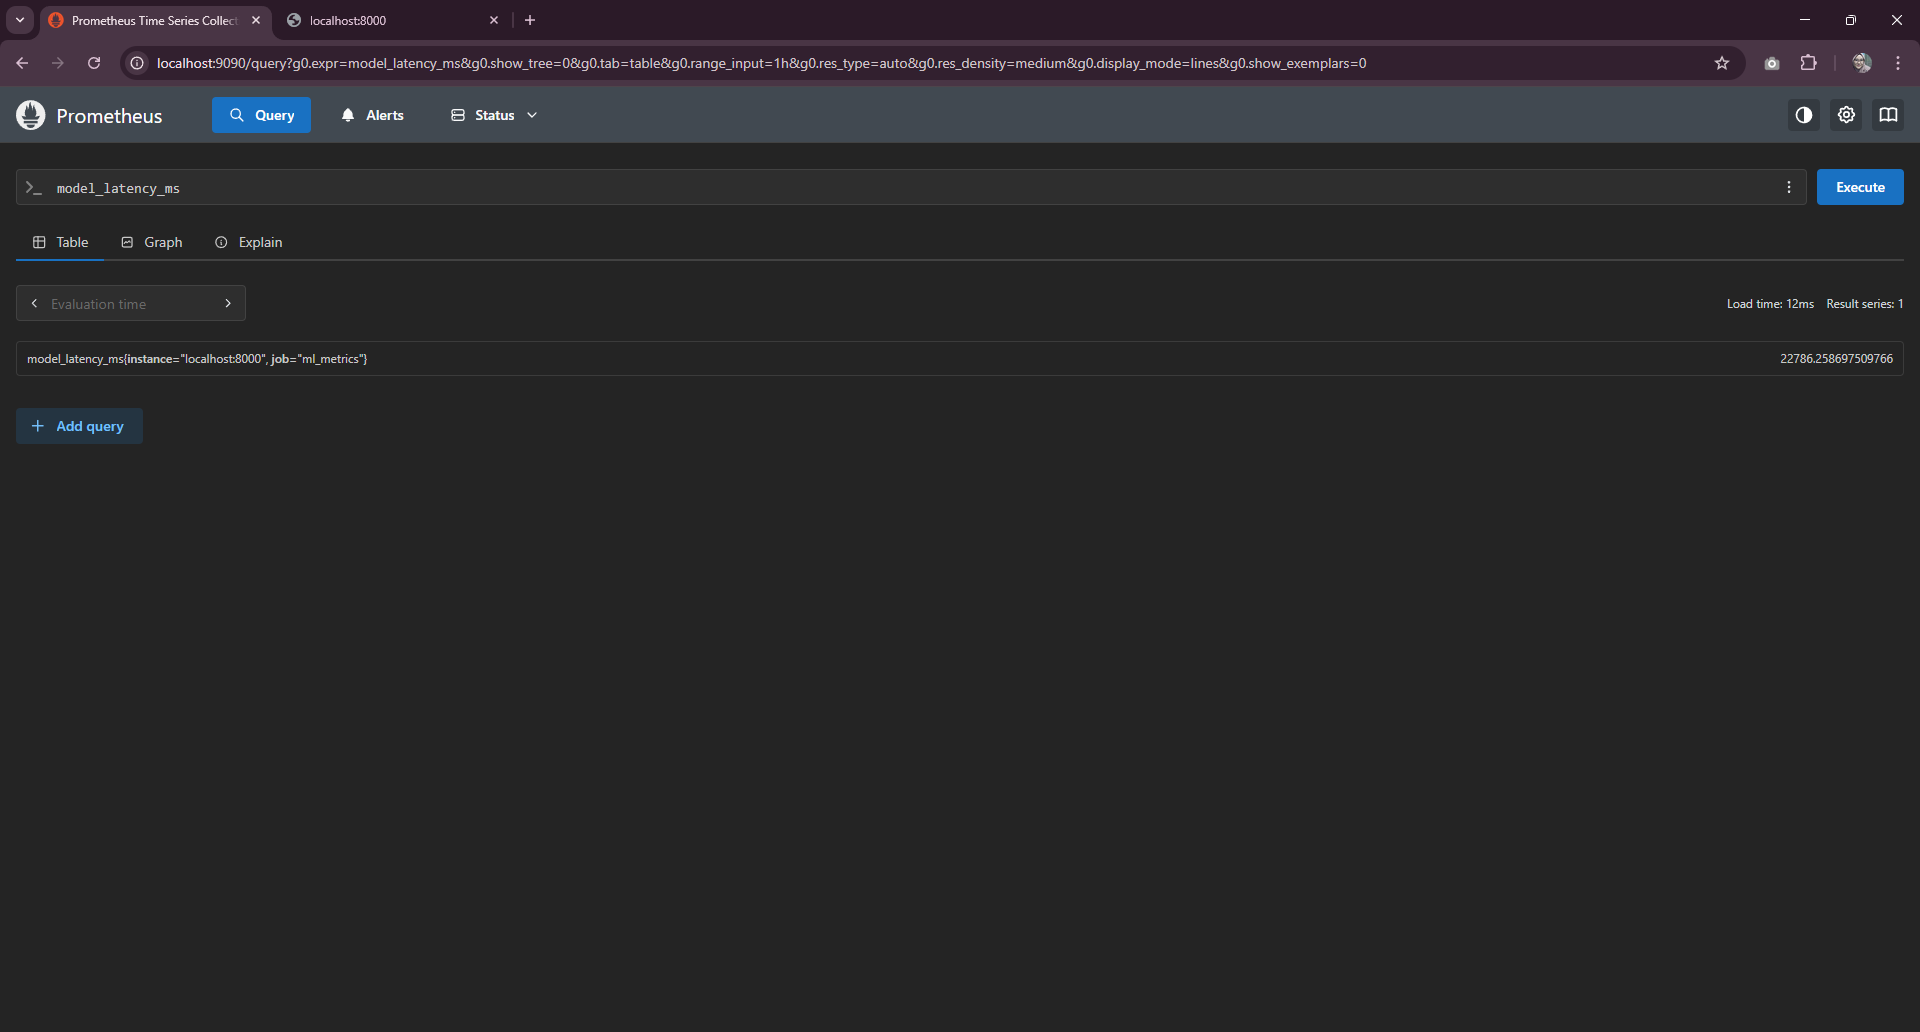 Prometheus Time Series Collect
localhost:8000
localhost:9090/query?g0.expr=model_latency_ms&g0.show_tree=0&g0.tab=table&g0.range_input=1h&g0.res_type=auto&g0.res_density=medium&g0.display_mode=lines&g0.show_exemplars=0
Prometheus Query Alerts Status
>_ model_latency_ms Execute
Table Graph Explain
Evaluation time Load time: 12ms Result series: 1
model_latency_ms{instance="localhost:8000", job="ml_metrics"} 22786.258697509766
Add query